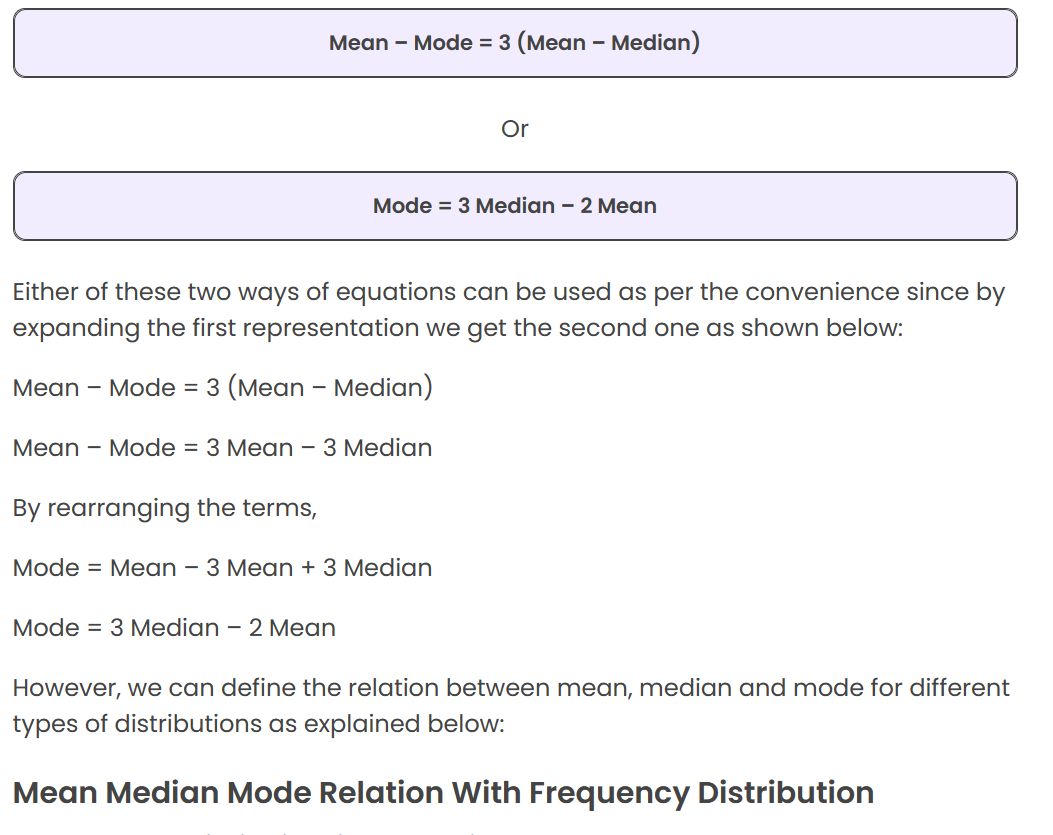 Mean – Mode = 3 (Mean – Median)
Or
Mode = 3 Median – 2 Mean
Either of these two ways of equations can be used as per the convenience since by
expanding the first representation we get the second one as shown below:
Mean – Mode = 3 (Mean – Median)
Mean – Mode = 3 Mean – 3 Median
By rearranging the terms,
Mode = Mean – 3 Mean + 3 Median
Mode = 3 Median – 2 Mean
However, we can define the relation between mean, median and mode for different
types of distributions as explained below:
Mean Median Mode Relation With Frequency Distribution